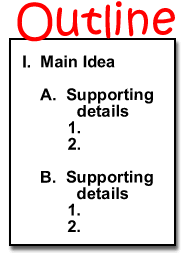 Outline
I. Main Idea
A. Supporting
details
1.
2.
B. Supporting
details
1.
2.